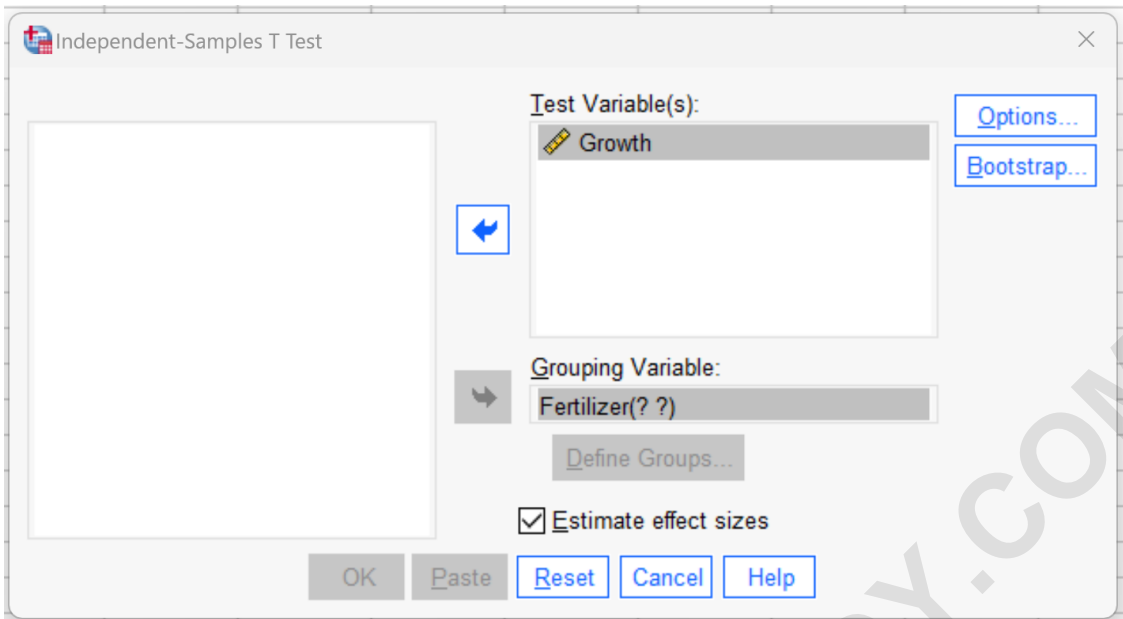 Independent-Samples T Test
Test Variable(s):
Growth
Options...
Bootstrap...
Grouping Variable:
Fertilizer(? ?)
Define Groups...
Estimate effect sizes
OK Paste Reset Cancel Help